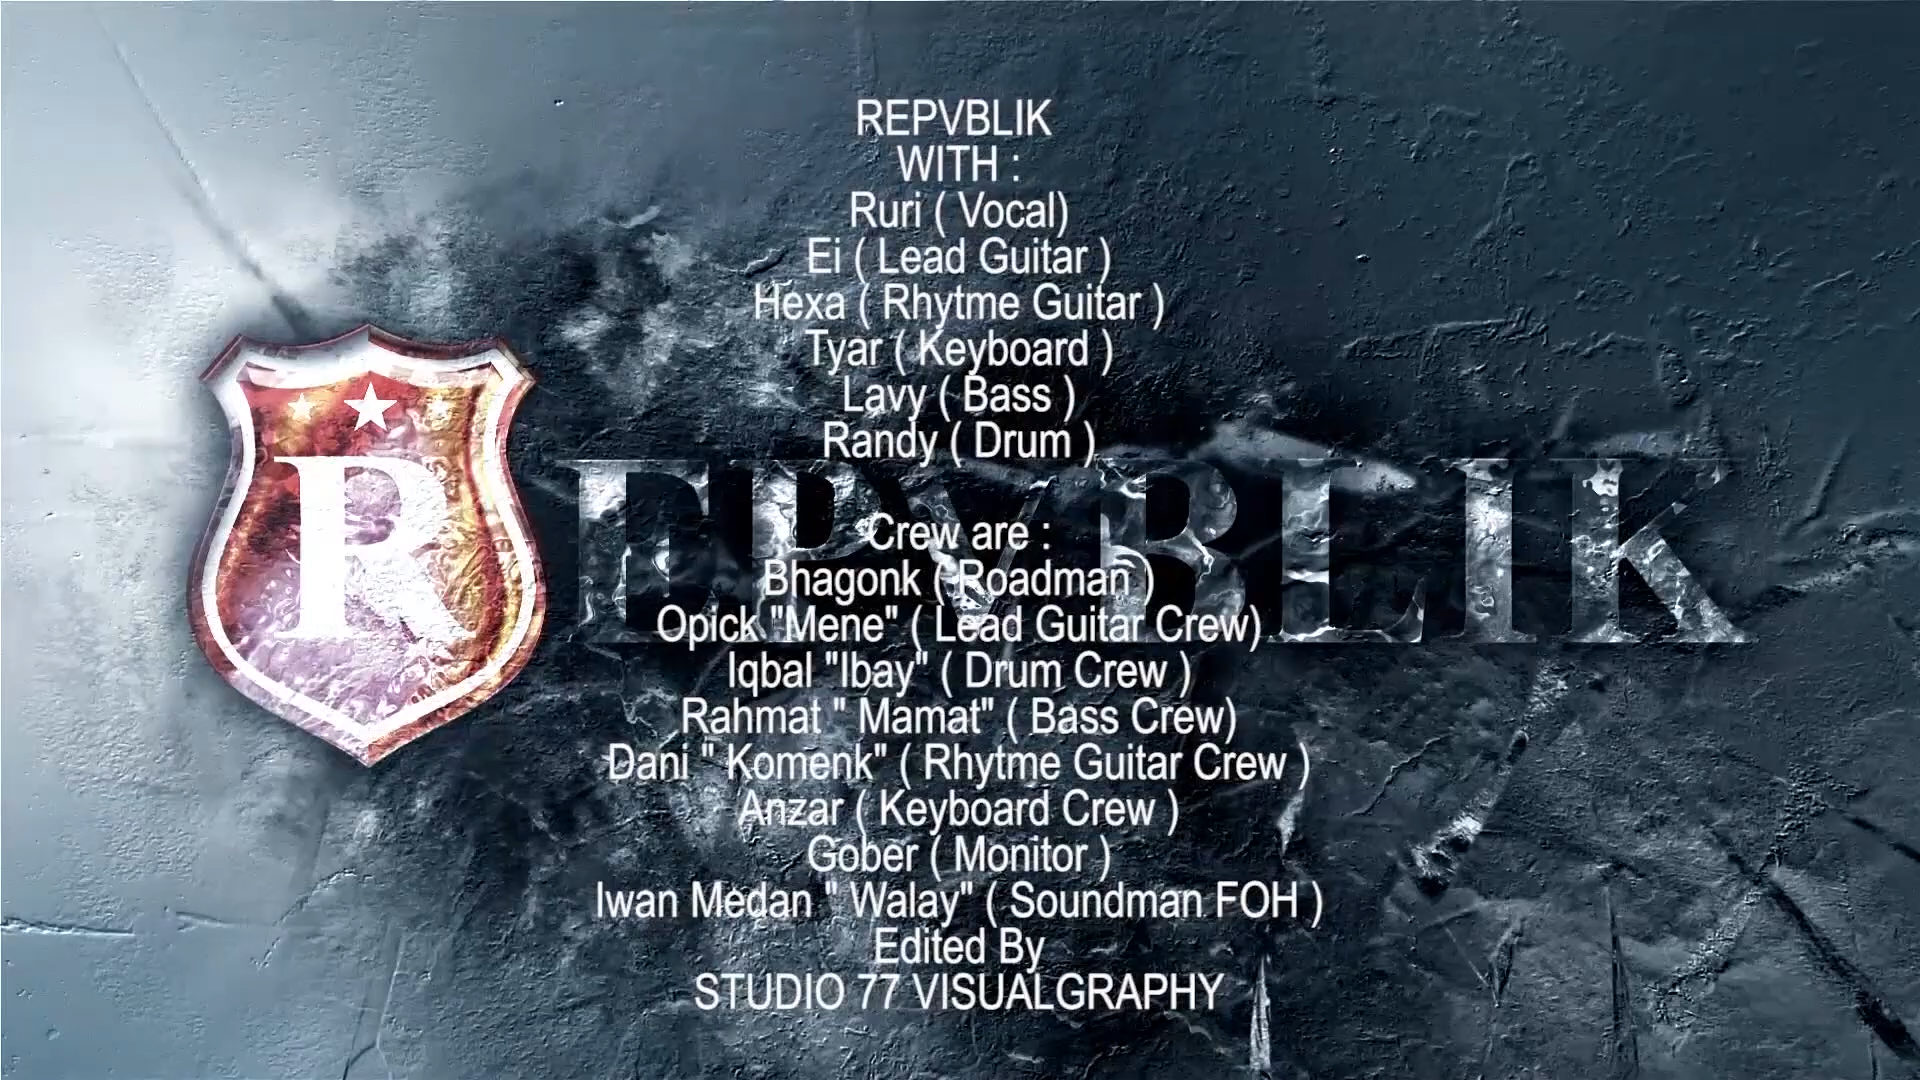 REPVBLIK
WITH :
Ruri ( Vocal)
Ei ( Lead Guitar )
Hexa ( Rhytme Guitar )
Tyar ( Keyboard )
Lavy ( Bass )
Randy ( Drum )
REPVBLIK
Crew are :
Bhagonk ( Roadman )
Opick "Mene" ( Lead Guitar Crew)
Iqbal "Ibay" ( Drum Crew )
Rahmat " Mamat" ( Bass Crew)
Dani " Komenk" ( Rhytme Guitar Crew )
Anzar ( Keyboard Crew )
Gober ( Monitor )
Iwan Medan " Walay" ( Soundman FOH )
Edited By
STUDIO 77 VISUALGRAPHY